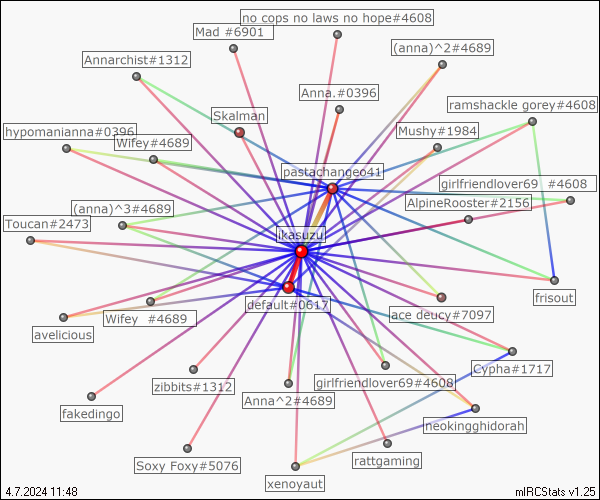 no cops no laws no hope#4608
Mad #6901
(anna)^2#4689
Annarchist#1312
Anna.#0396
ramshackle gorey#4608
Skalman
hypomanianna#0396
Mushy#1984
Wifey#4689
pastachangeo41
girlfriendlover69 #4608
AlpineRooster#2156
(anna)^3#4689
Toucan#2473
ikasuzu
frisout
default#0617
ace deucy#7097
Wifey #4689
avelicious
Cypha#1717
girlfriendlover69#4608
zibbits#1312
Anna^2#4689
fakedingo
neokingghidorah
rattgaming
Soxy Foxy#5076
xenoyaut
4.7.2024 11:48
mIRCStats v1.25